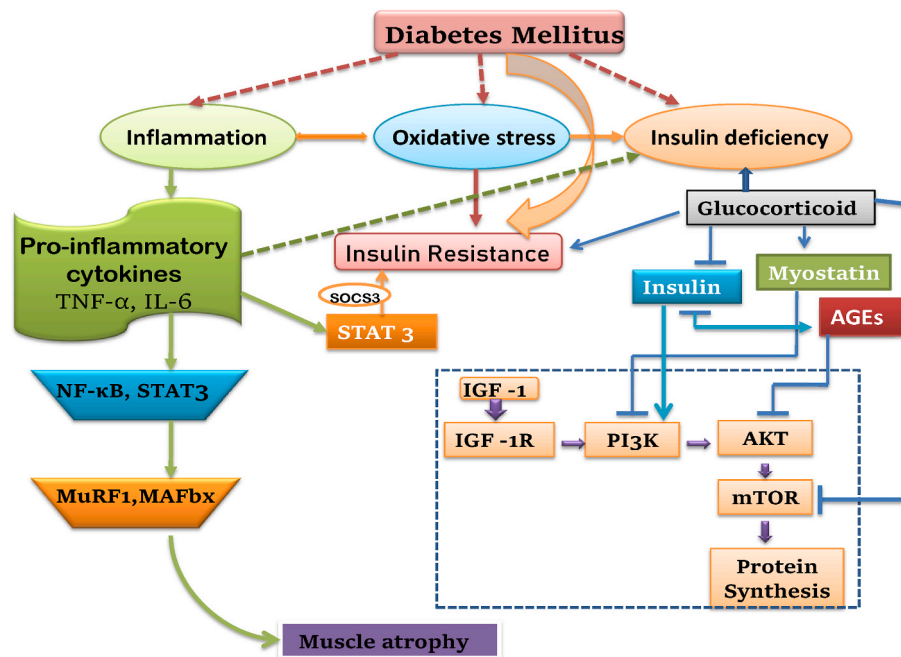 Diabetes Mellitus
Inflammation
Oxidative stress
Insulin deficiency
Glucocorticoid
Pro-inflammatory
cytokines
TNF-α, IL-6
Insulin Resistance
SOCS3
STAT 3
Insulin
Myostatin
AGEs
NF-κB, STAT3
IGF -1
IGF -1R
PI3K
AKT
MuRF1,MAFbx
mTOR
Protein
Synthesis
Muscle atrophy